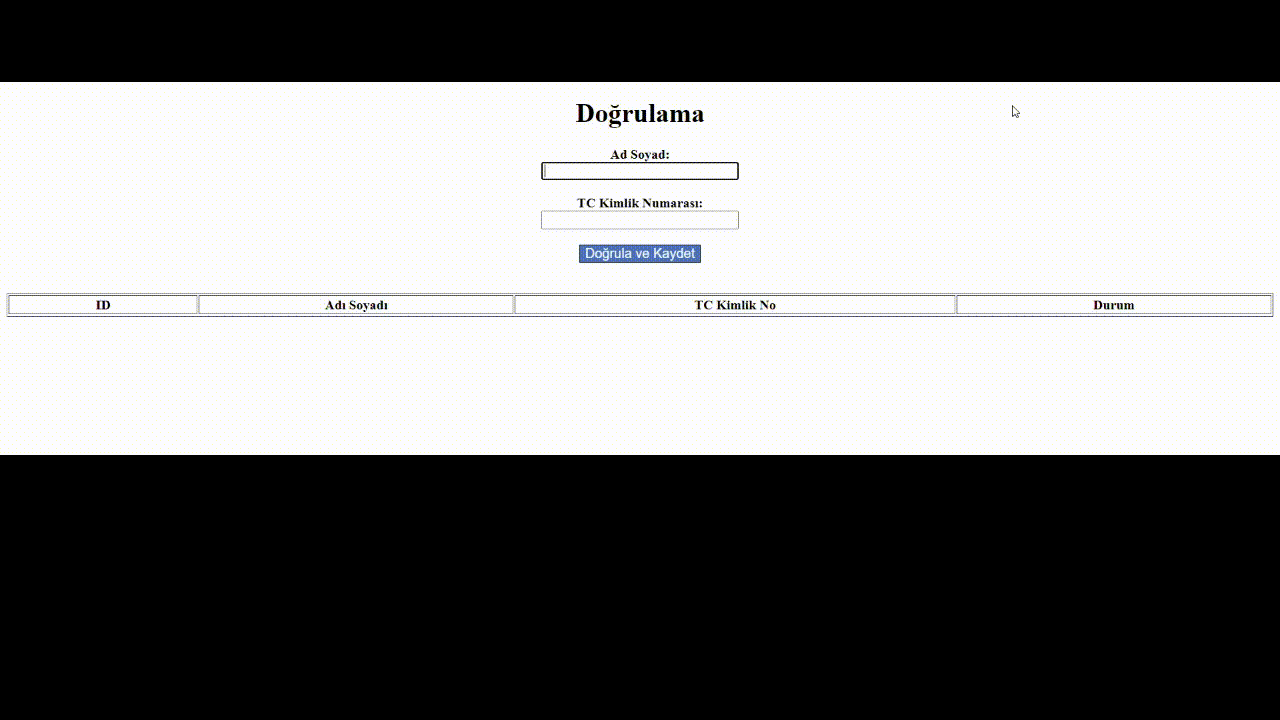 Doğrulama
Ad Soyad:
TC Kimlik Numarası:
Doğrula ve Kaydet
ID Adı Soyadı TC Kimlik No Durum